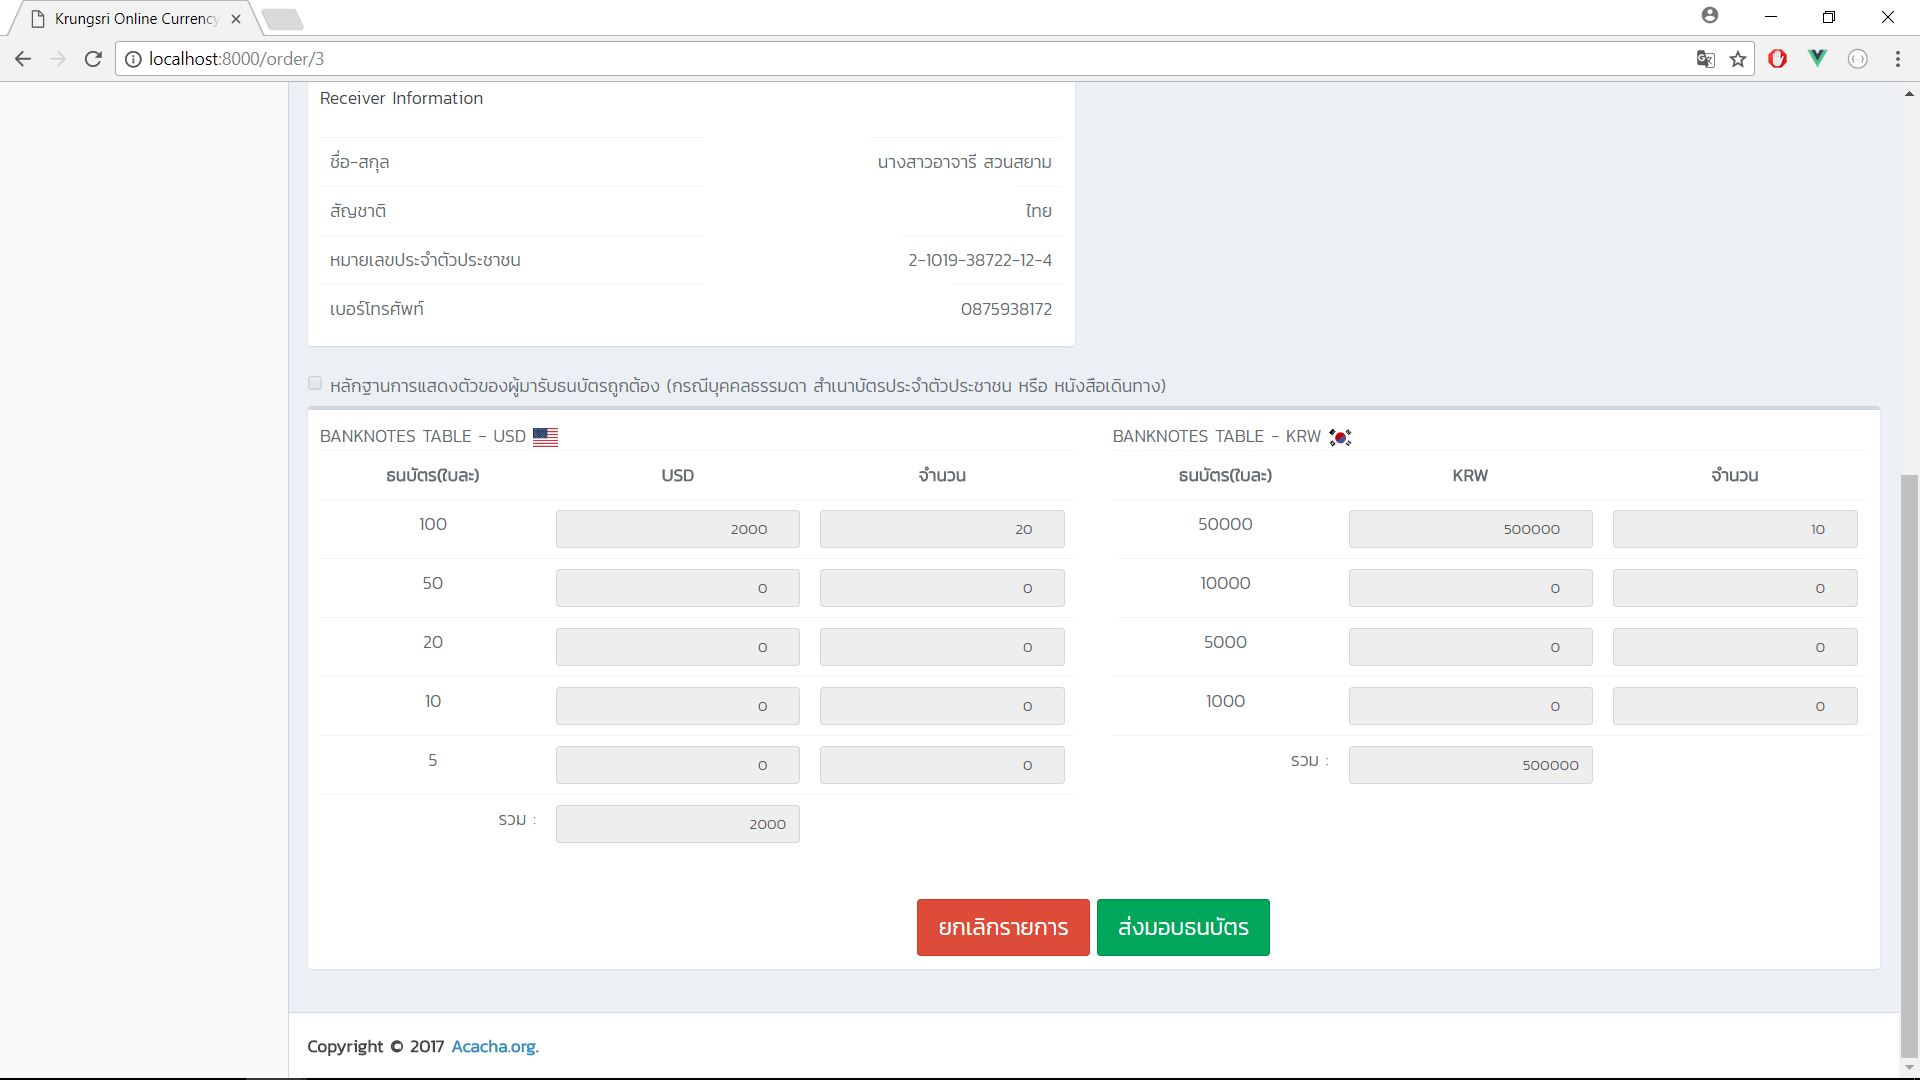 Krungsri Online Currency
localhost:8000/order/3
Receiver Information
ชื่อ-สกุล นางสาวอาจารี สวนสยาม
สัญชาติ ไทย
หมายเลขประจำตัวประชาชน 2-1019-38722-12-4
เบอร์โทรศัพท์ 0875938172
หลักฐานการแสดงตัวของผู้มารับธนบัตรถูกต้อง (กรณีบุคคลธรรมดา สำเนาบัตรประจำตัวประชาชน หรือ หนังสือเดินทาง)
BANKNOTES TABLE - USD
ธนบัตร(ใบละ) USD จำนวน
100 2000 20
50 0 0
20 0 0
10 0 0
5 0 0
รวม : 2000
BANKNOTES TABLE - KRW
ธนบัตร(ใบละ) KRW จำนวน
50000 500000 10
10000 0 0
5000 0 0
1000 0 0
รวม : 500000
ยกเลิกรายการ ส่งมอบธนบัตร
Copyright © 2017 Acacha.org.